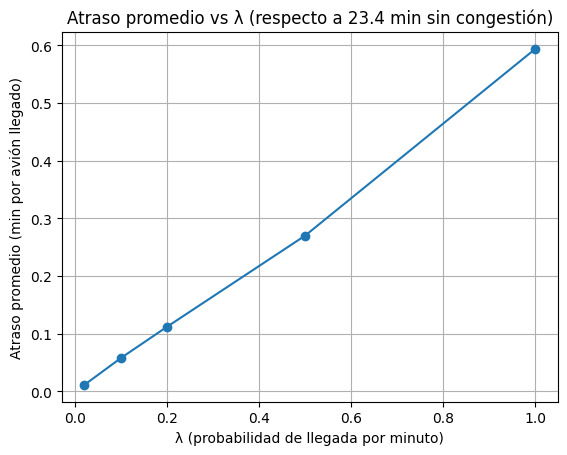 Atraso promedio vs λ (respecto a 23.4 min sin congestión)
Atraso promedio (min por avión llegado)
0.6
0.5
0.4
0.3
0.2
0.1
0.0
0.0 0.2 0.4 0.6 0.8 1.0
λ (probabilidad de llegada por minuto)